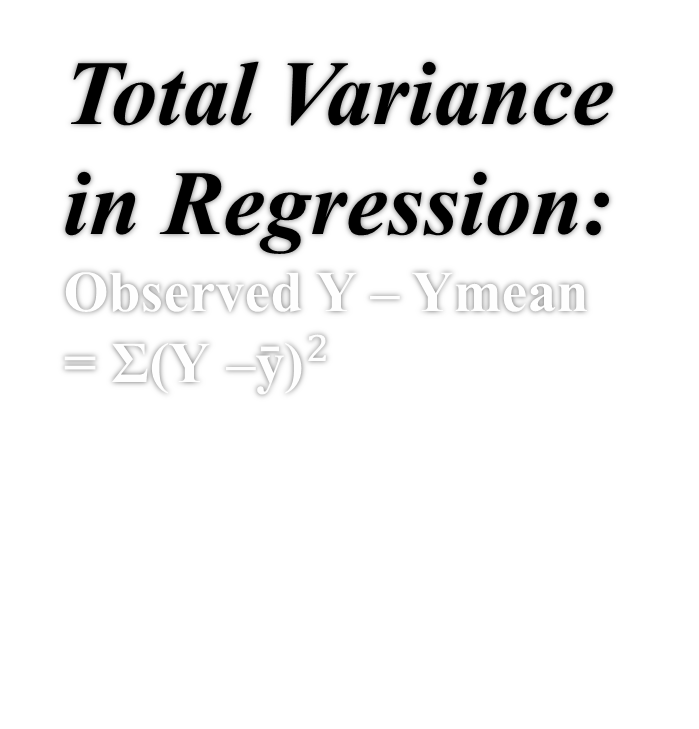 Total Variance
in Regression:
Observed Y – Ymean
= Σ(Y –ȳ)²